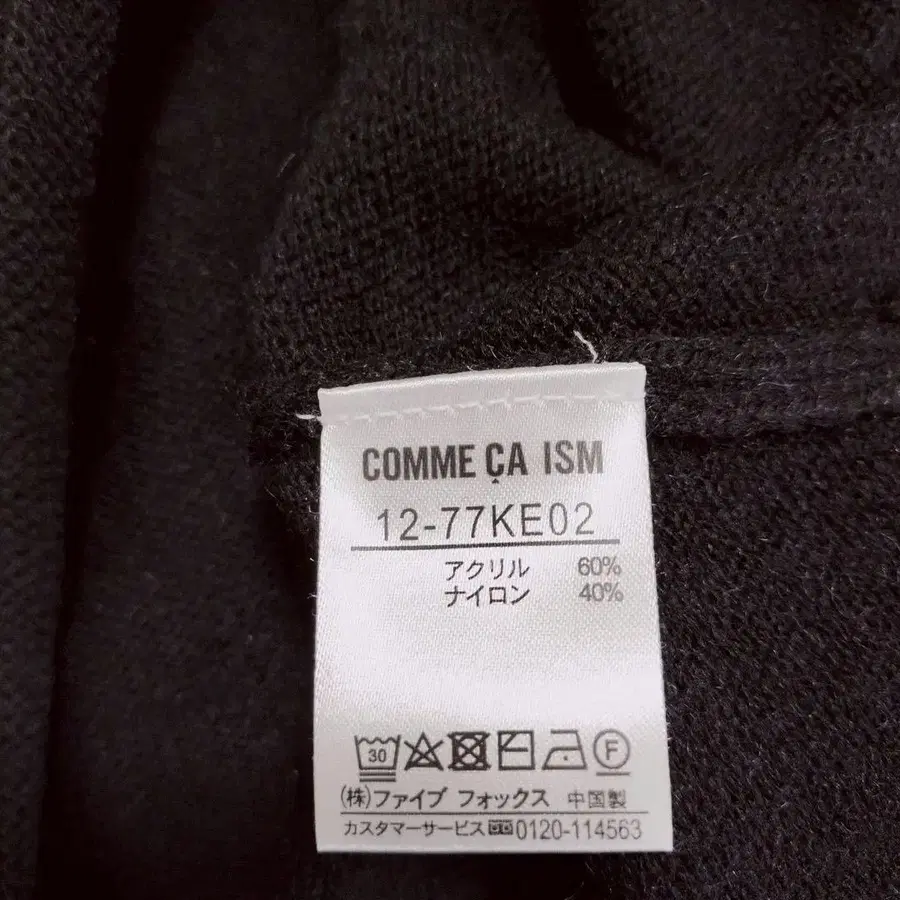 COMME ÇA ISM
12-77KE02
アクリル 60%
ナイロン 40%
30 F
(株)ファイブ フォックス 中国製
カスタマーサービス 0120-114563